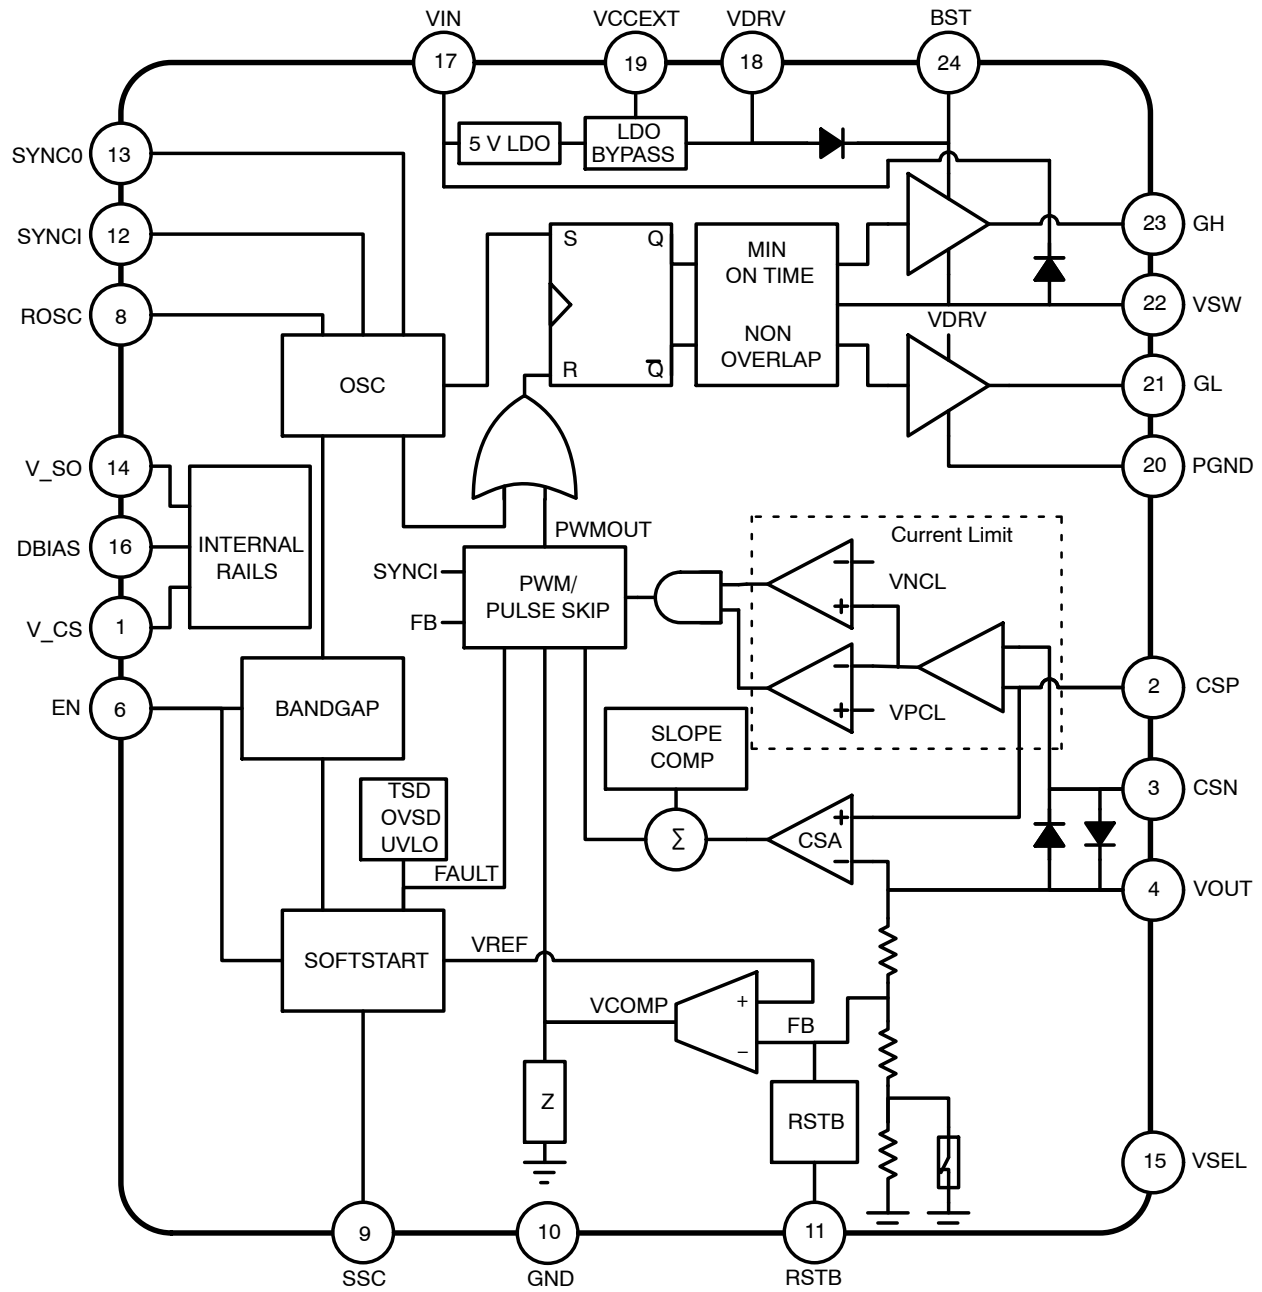 VIN
VCCEXT
VDRV
BST
17
19
18
24
5 V LDO
LDO
BYPASS
SYNC0
13
SYNCI
12
ROSC
8
GH
23
VSW
22
GL
21
PGND
20
S
Q
R
Q̅
MIN
ON TIME
NON
OVERLAP
VDRV
OSC
V_SO
14
DBIAS
16
V_CS
1
EN
6
INTERNAL
RAILS
PWMOUT
SYNCI
FB
PWM/
PULSE SKIP
Current Limit
−
VNCL
+
−
+
VPCL
CSP
2
CSN
3
VOUT
4
BANDGAP
SLOPE
COMP
TSD
OVSD
UVLO
FAULT
Σ
CSA
+
−
SOFTSTART
VREF
VCOMP
+
−
FB
Z
RSTB
VSEL
15
9
SSC
10
GND
11
RSTB